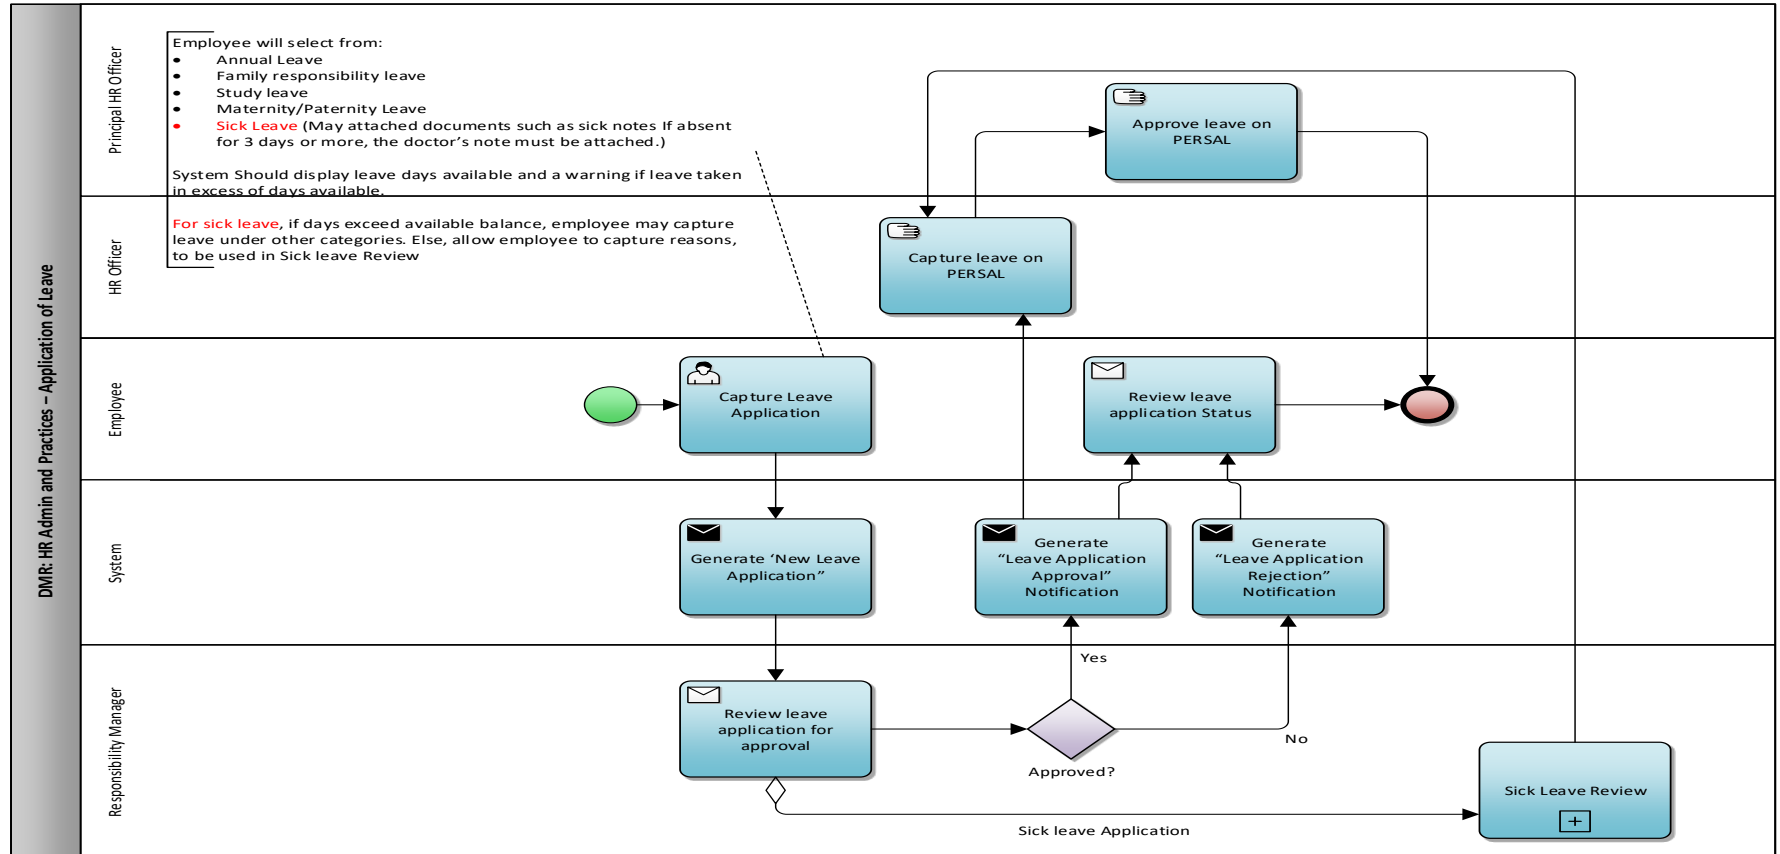 DMR: HR Admin and Practices – Application of Leave
Principal HR Officer
Employee will select from:
• Annual Leave
• Family responsibility leave
• Study leave
• Maternity/Paternity Leave
• Sick Leave (May attached documents such as sick notes If absent
for 3 days or more, the doctor's note must be attached.)
System Should display leave days available and a warning if leave taken
in excess of days available.
For sick leave, if days exceed available balance, employee may capture
leave under other categories. Else, allow employee to capture reasons,
to be used in Sick leave Review
Approve leave on
PERSAL
HR Officer
Capture leave on
PERSAL
Employee
Capture Leave
Application
Review leave
application Status
System
Generate ‘New Leave
Application”
Generate
“Leave Application
Approval”
Notification
Generate
“Leave Application
Rejection”
Notification
Responsibility Manager
Review leave
application for
approval
Yes
No
Approved?
Sick leave Application
Sick Leave Review